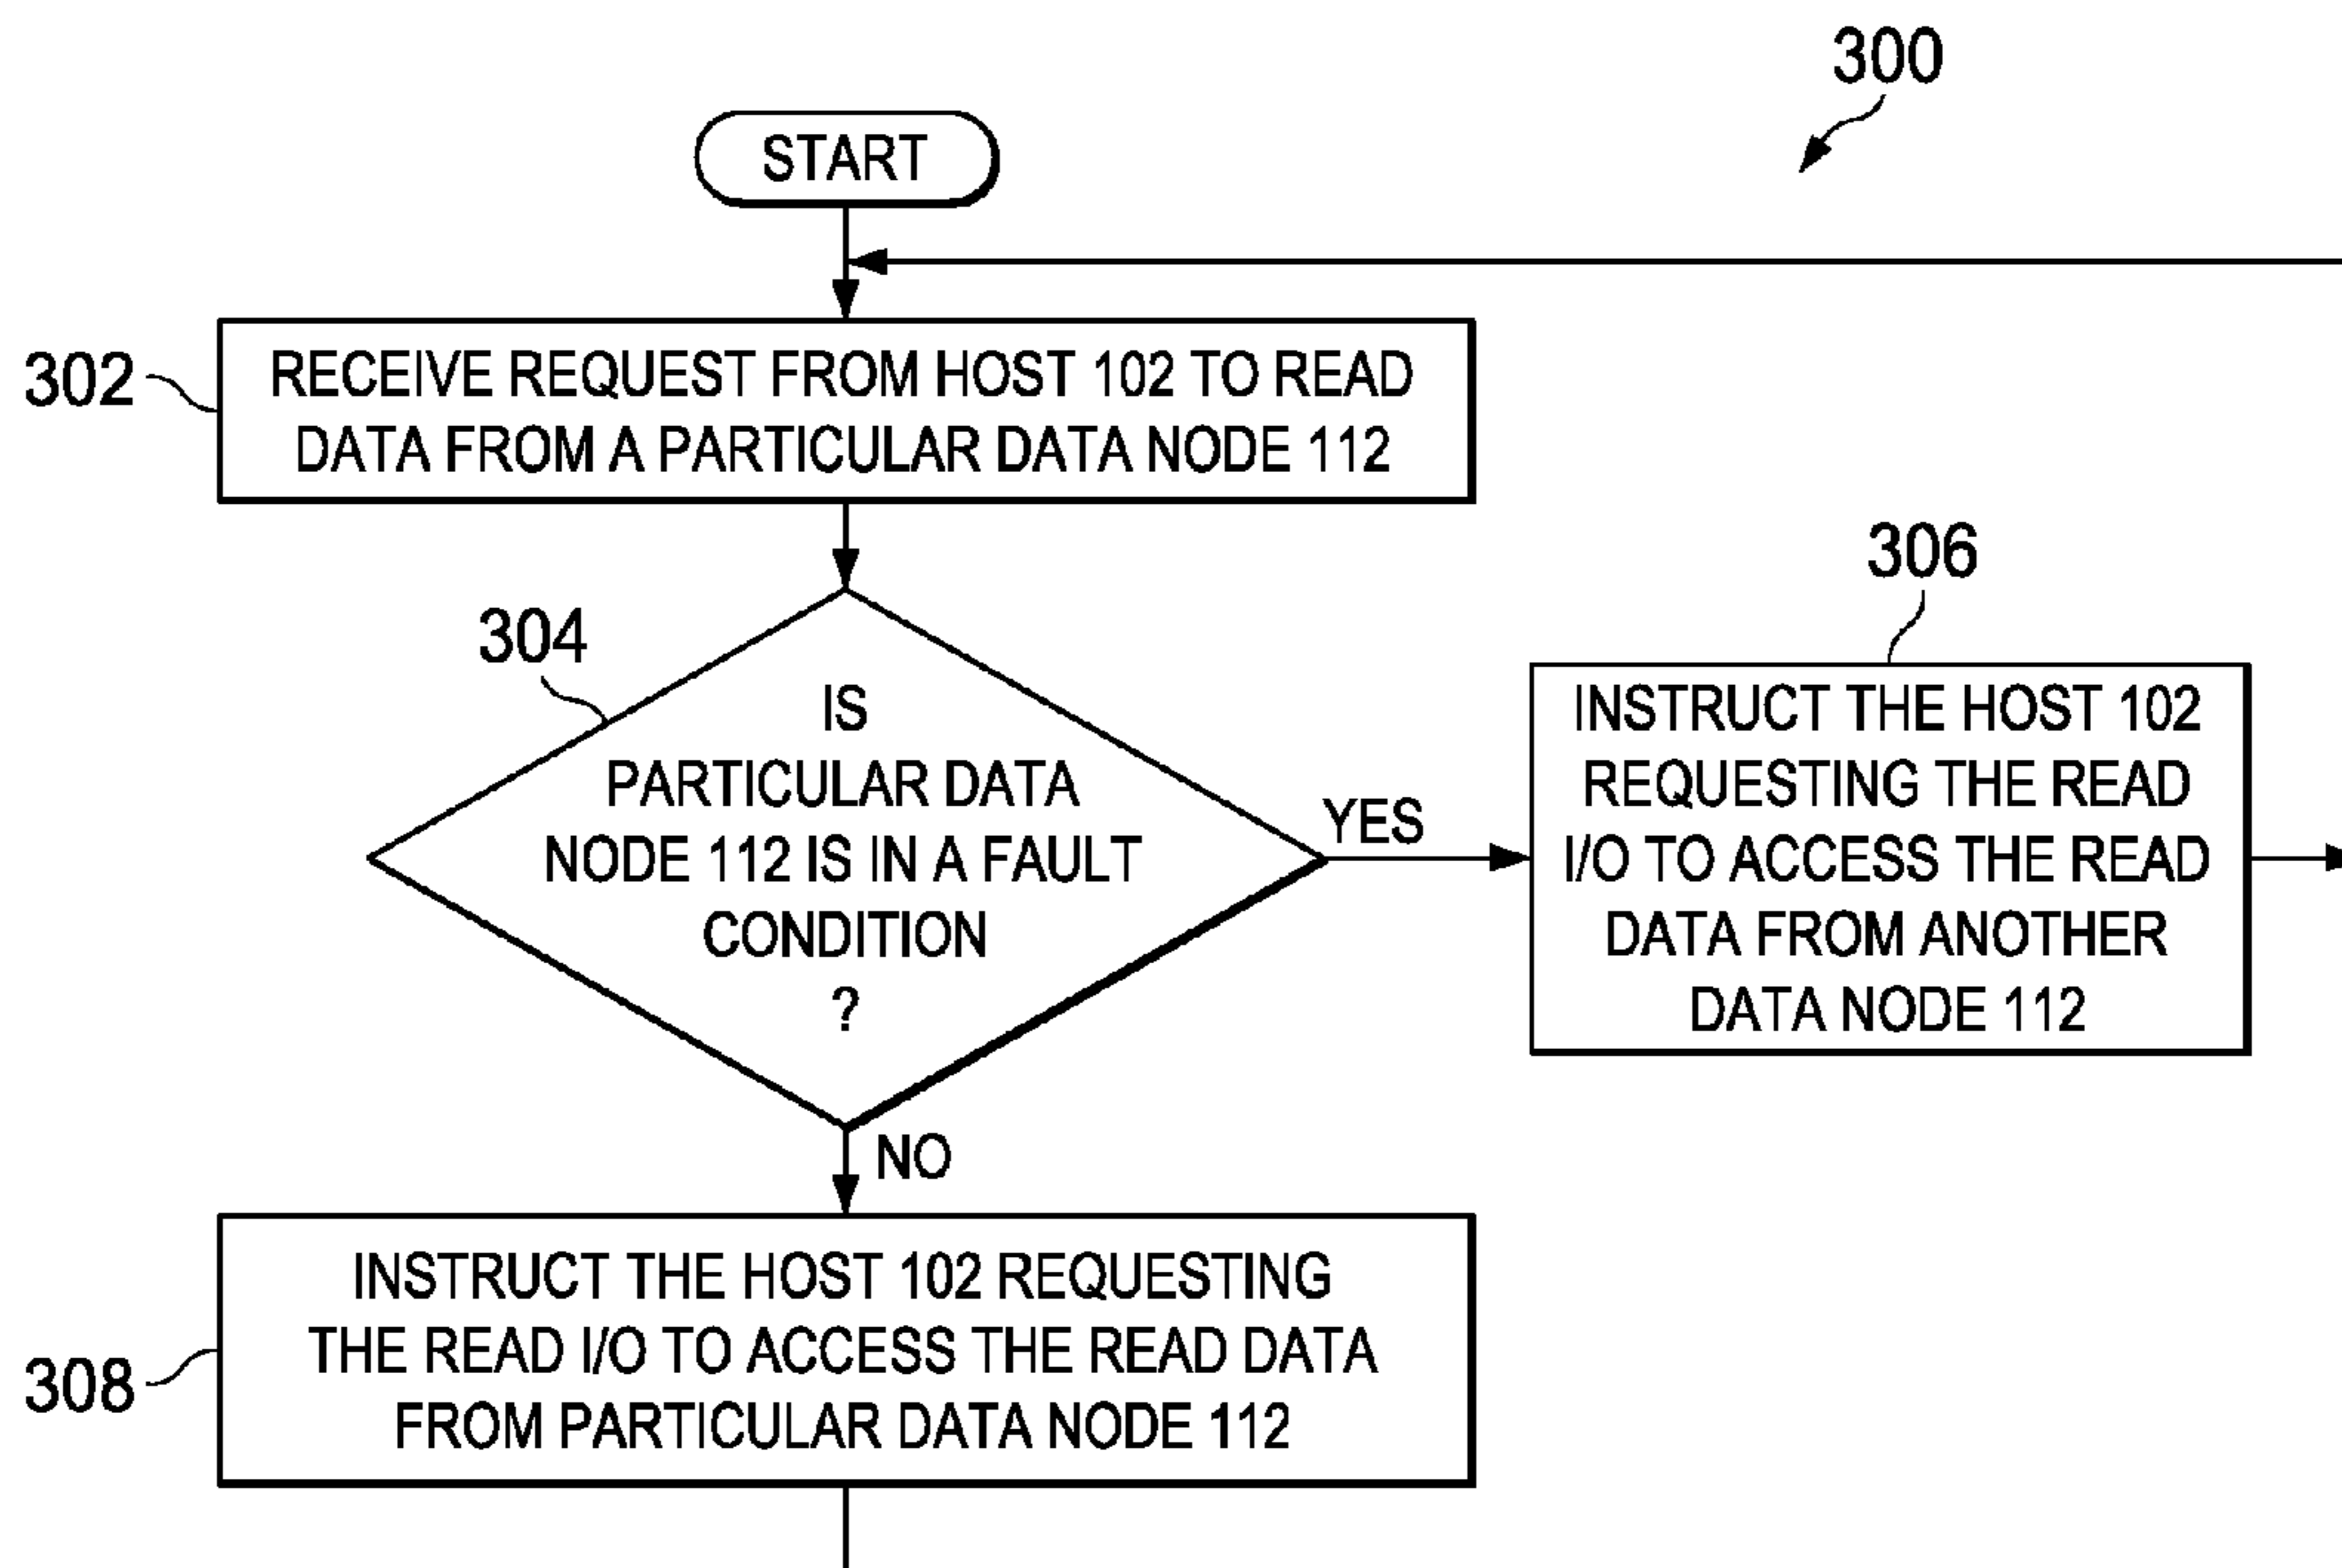 300
START
302
RECEIVE REQUEST FROM HOST 102 TO READ
DATA FROM A PARTICULAR DATA NODE 112
304
IS
PARTICULAR DATA
NODE 112 IS IN A FAULT
CONDITION
?
YES
306
INSTRUCT THE HOST 102
REQUESTING THE READ
I/O TO ACCESS THE READ
DATA FROM ANOTHER
DATA NODE 112
NO
308
INSTRUCT THE HOST 102 REQUESTING
THE READ I/O TO ACCESS THE READ DATA
FROM PARTICULAR DATA NODE 112